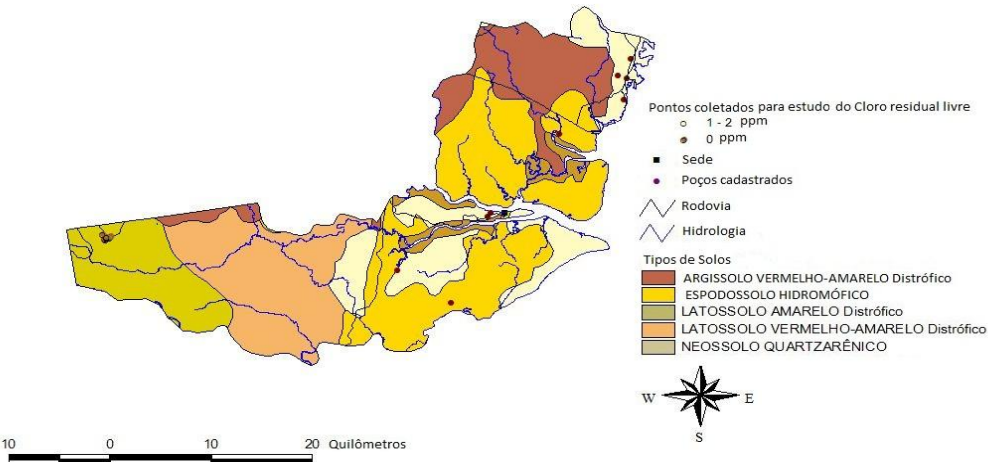 Pontos coletados para estudo do Cloro residual livre
1 - 2 ppm
0 ppm
Sede
Poços cadastrados
Rodovia
Hidrologia
Tipos de Solos
ARGISSOLO VERMELHO-AMARELO Distrófico
ESPODOSSOLO HIDROMÓFICO
LATOSSOLO AMARELO Distrófico
LATOSSOLO VERMELHO-AMARELO Distrófico
NEOSSOLO QUARTZARÊNICO
W E
S
10 0 10 20 Quilômetros